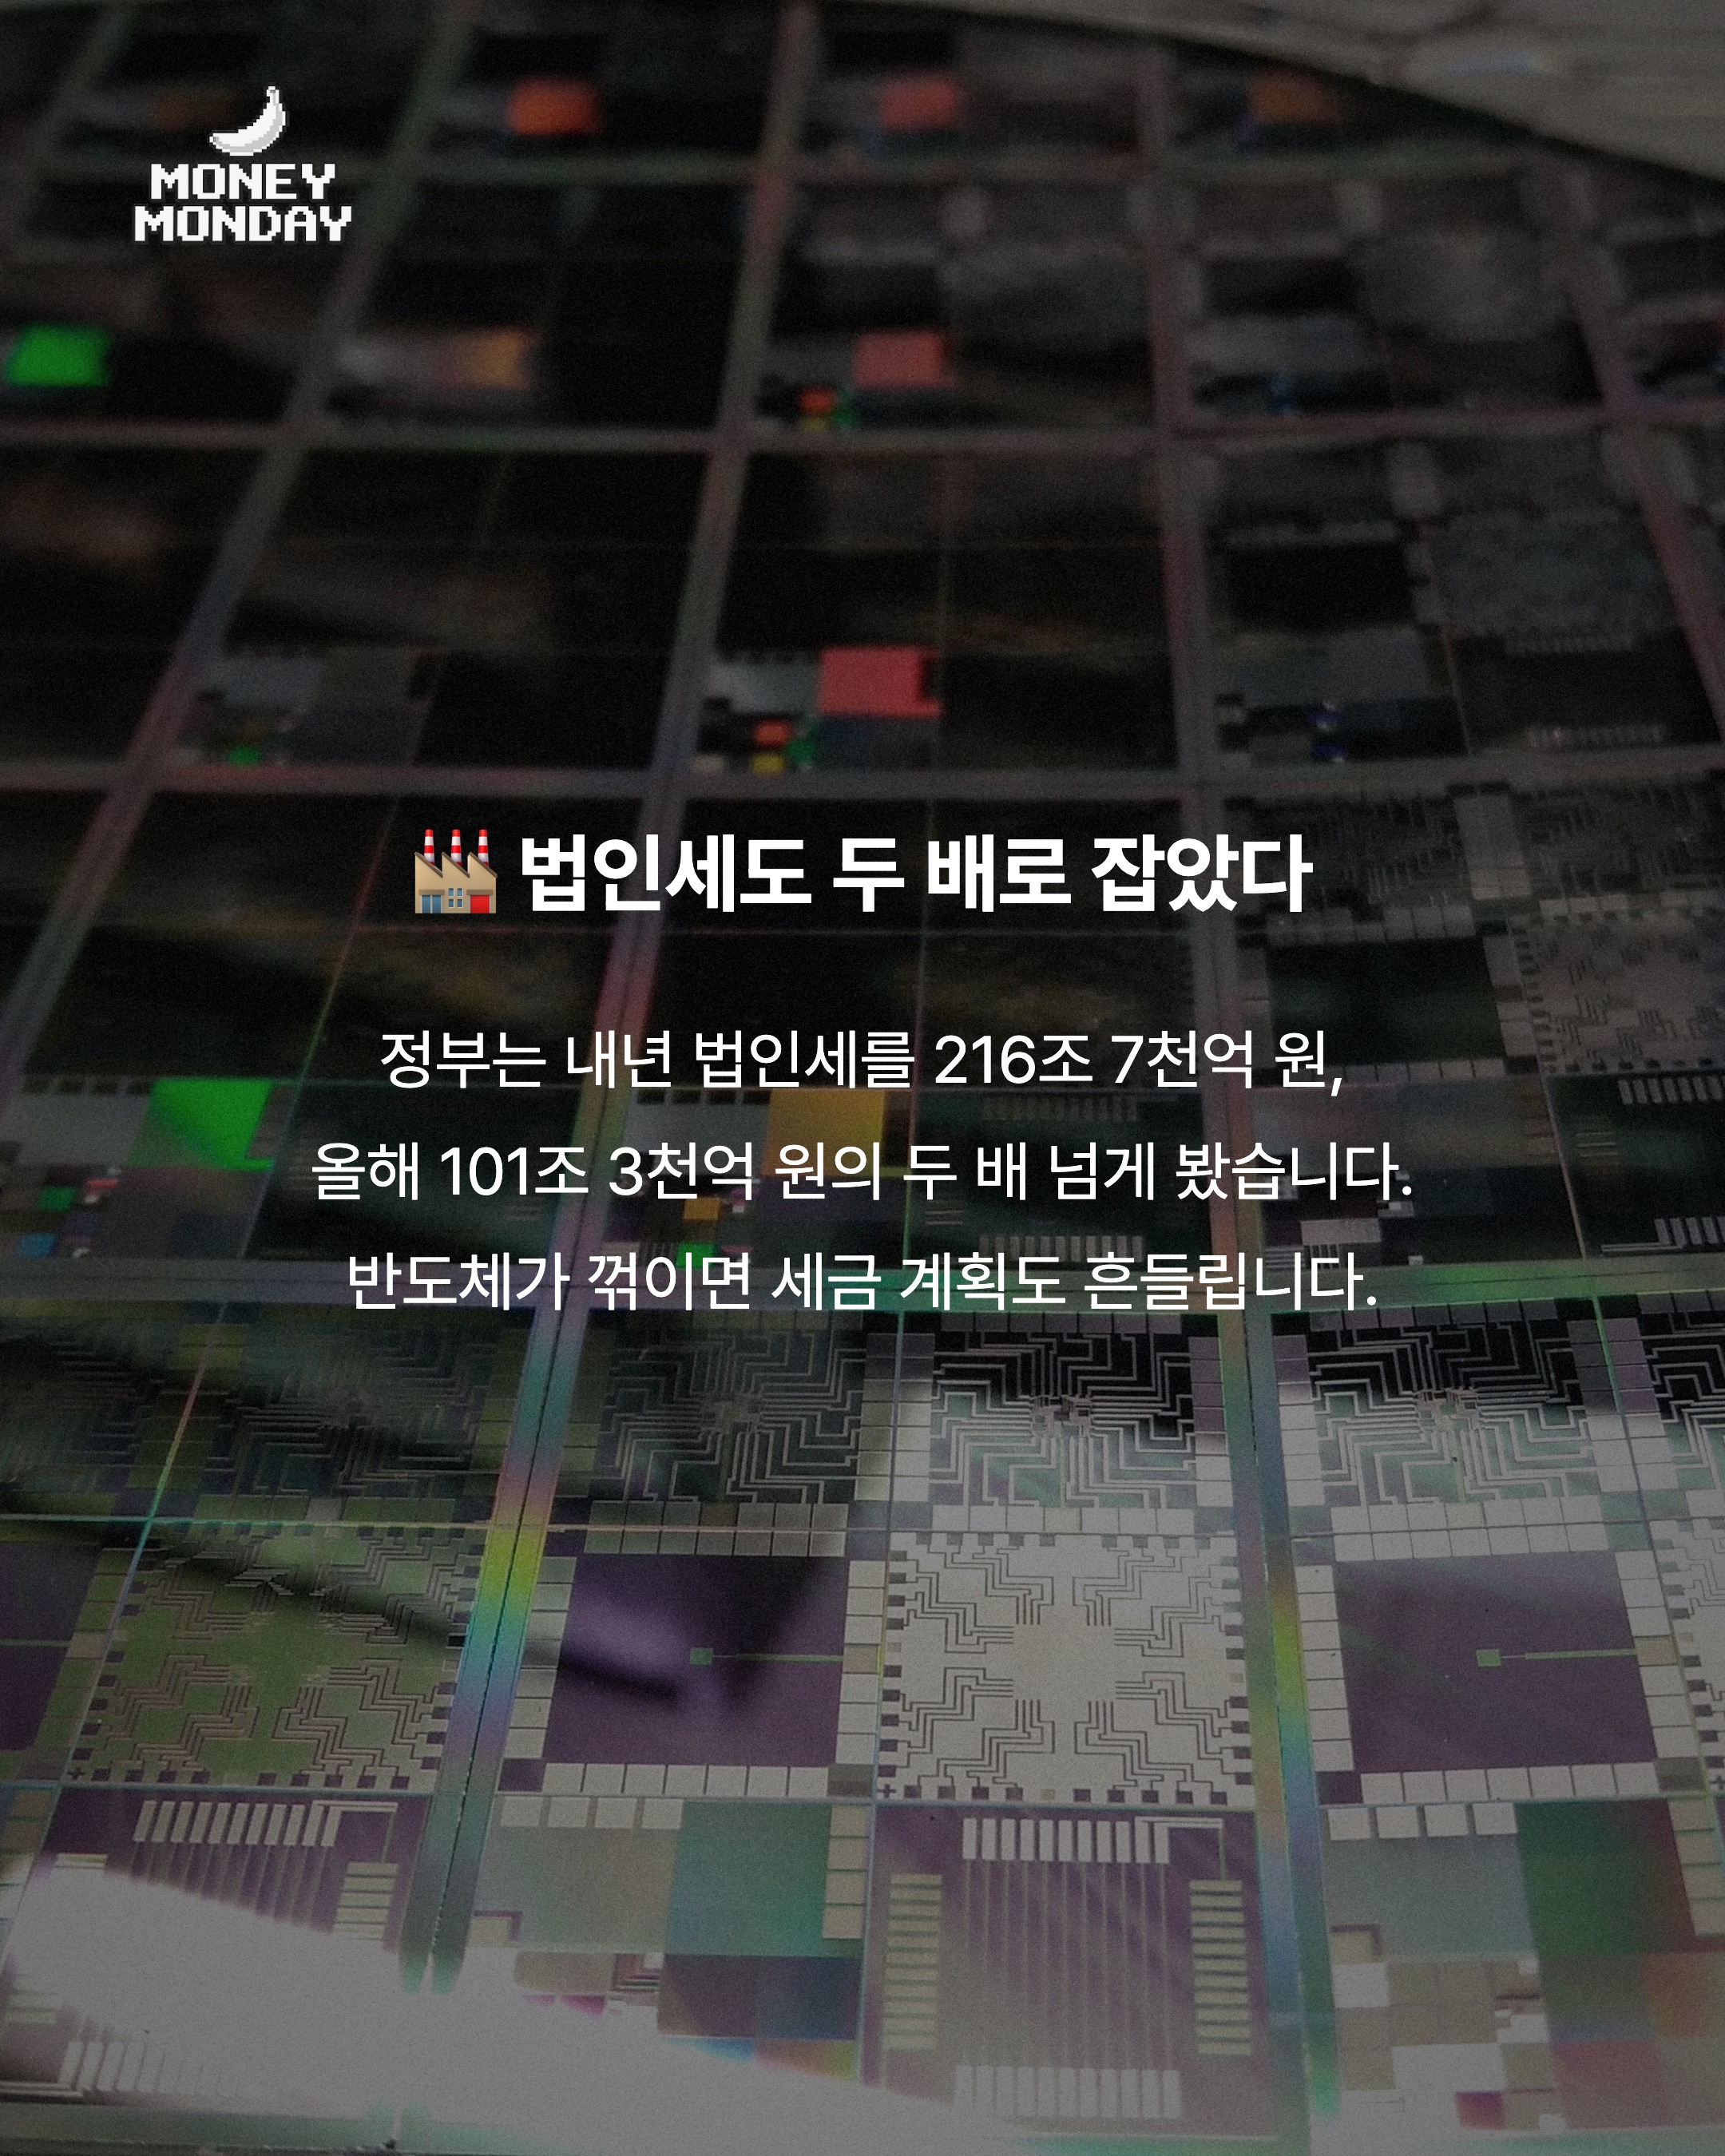 MONEY
MONDAY
🏭 법인세도 두 배로 잡았다
정부는 내년 법인세를 216조 7천억 원,
올해 101조 3천억 원의 두 배 넘게 봤습니다.
반도체가 꺾이면 세금 계획도 흔들립니다.